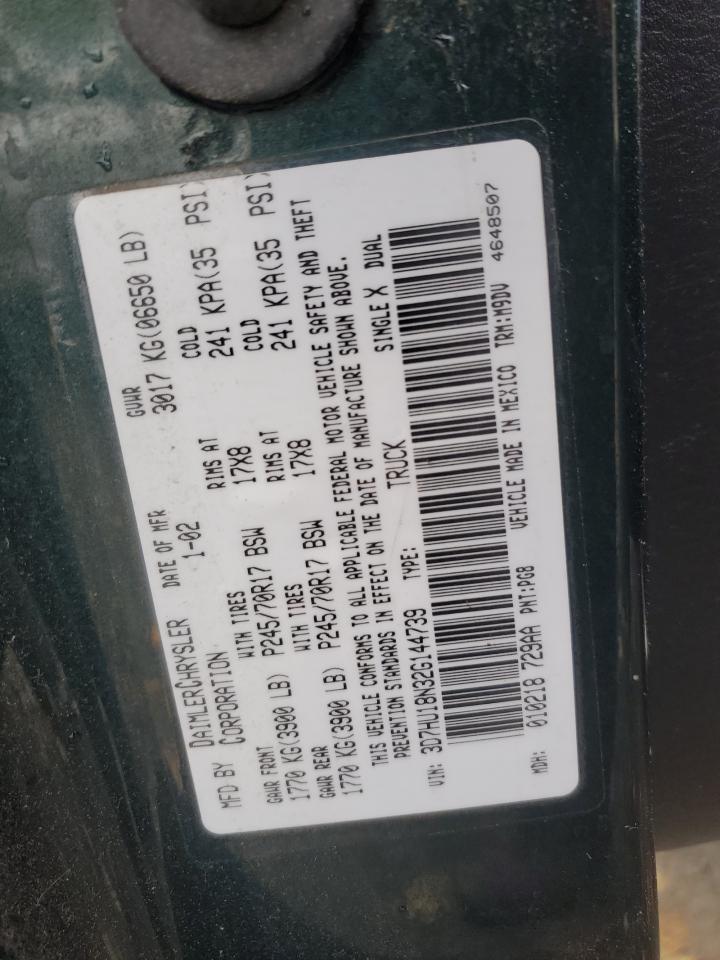 MFD BY DAIMLERCHRYSLER CORPORATION DATE OF MFR 1-02 GVWR 3017 KG(06650 LB)
GAWR FRONT WITH TIRES RIMS AT COLD
1770 KG(3900 LB) P245/70R17 BSW 17X8 241 KPA(35 PSI)
GAWR REAR WITH TIRES RIMS AT COLD
1770 KG(3900 LB) P245/70R17 BSW 17X8 241 KPA(35 PSI)
THIS VEHICLE CONFORMS TO ALL APPLICABLE FEDERAL MOTOR VEHICLE SAFETY AND THEFT
PREVENTION STANDARDS IN EFFECT ON THE DATE OF MANUFACTURE SHOWN ABOVE.
VIN: 3D7HU18N32G144739 TYPE: TRUCK SINGLE X DUAL
MDH: 010218 729AA PNT:PG8 VEHICLE MADE IN MEXICO TRM:M9DV
4648507